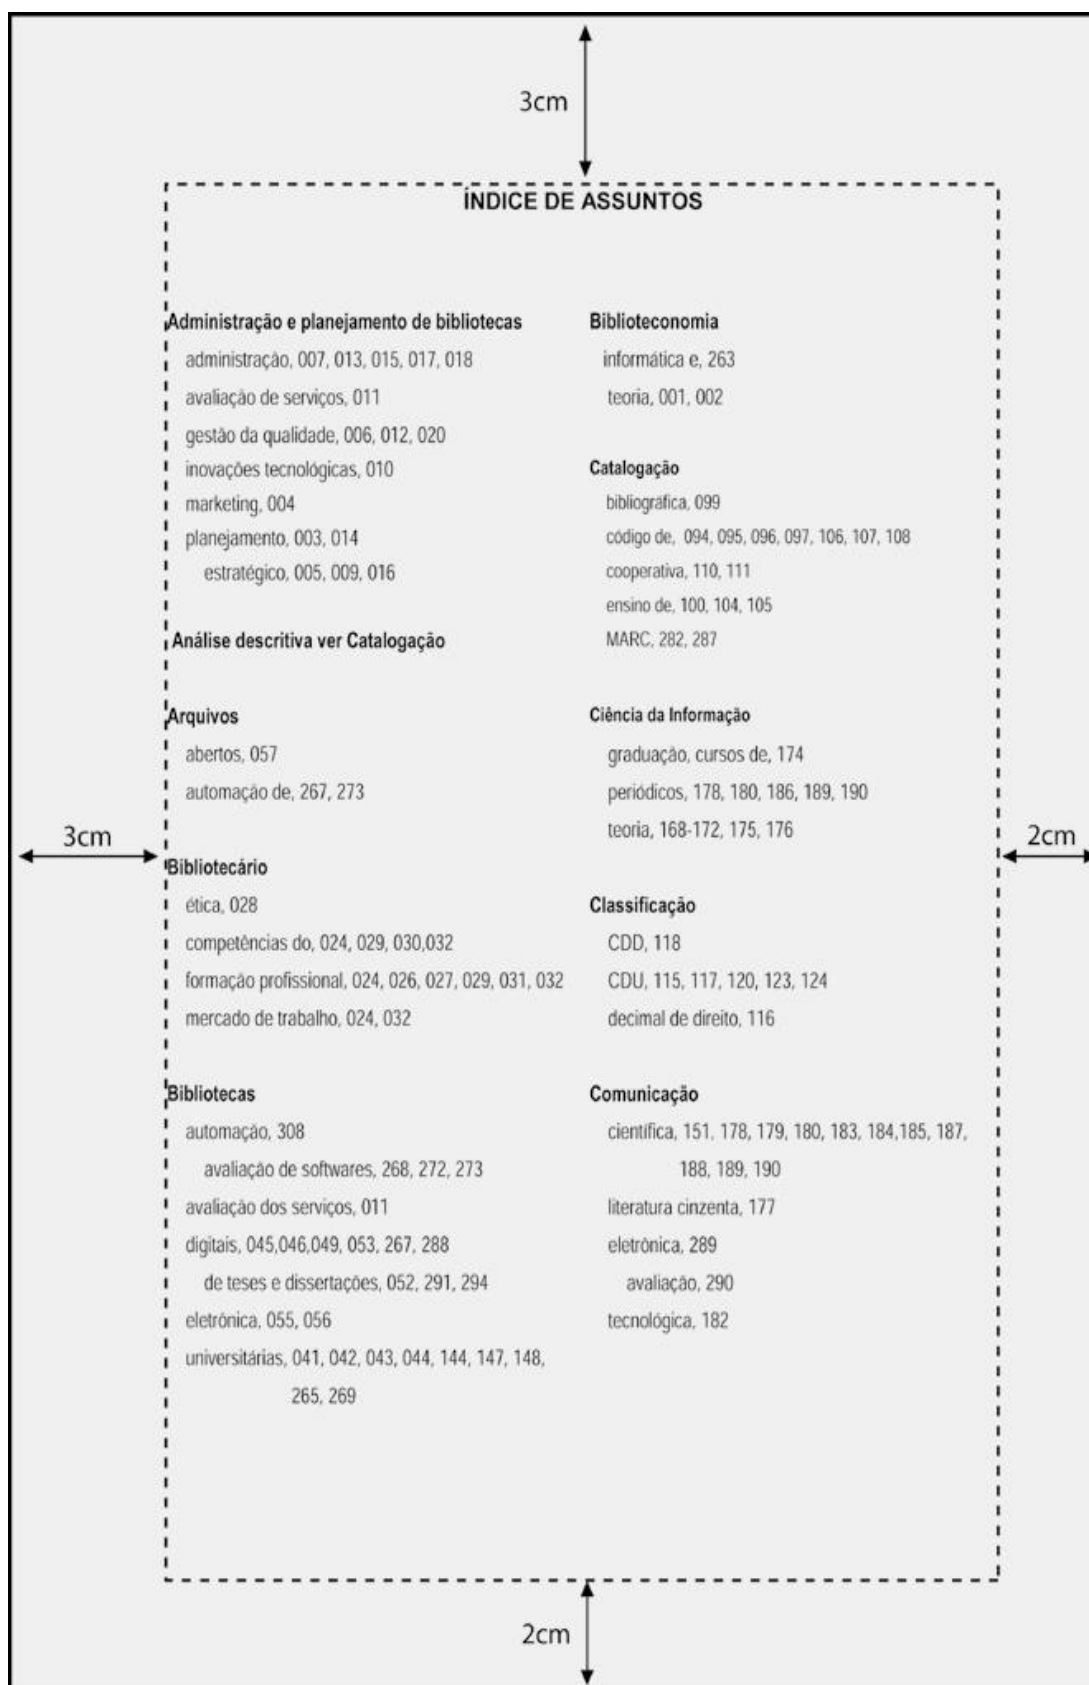 3cm
ÍNDICE DE ASSUNTOS
Administração e planejamento de bibliotecas
administração, 007, 013, 015, 017, 018
avaliação de serviços, 011
gestão da qualidade, 006, 012, 020
inovações tecnológicas, 010
marketing, 004
planejamento, 003, 014
estratégico, 005, 009, 016
Análise descritiva ver Catalogação
Arquivos
abertos, 057
automação de, 267, 273
3cm
Bibliotecário
ética, 028
competências do, 024, 029, 030,032
formação profissional, 024, 026, 027, 029, 031, 032
mercado de trabalho, 024, 032
Bibliotecas
automação, 308
avaliação de softwares, 268, 272, 273
avaliação dos serviços, 011
digitais, 045,046,049, 053, 267, 288
de teses e dissertações, 052, 291, 294
eletrônica, 055, 056
universitárias, 041, 042, 043, 044, 144, 147, 148,
265, 269
Biblioteconomia
informática e, 263
teoria, 001, 002
Catalogação
bibliográfica, 099
código de, 094, 095, 096, 097, 106, 107, 108
cooperativa, 110, 111
ensino de, 100, 104, 105
MARC, 282, 287
Ciência da Informação
graduação, cursos de, 174
periódicos, 178, 180, 186, 189, 190
teoria, 168-172, 175, 176
2cm
Classificação
CDD, 118
CDU, 115, 117, 120, 123, 124
decimal de direito, 116
Comunicação
científica, 151, 178, 179, 180, 183, 184,185, 187,
188, 189, 190
literatura cinzenta, 177
eletrônica, 289
avaliação, 290
tecnológica, 182
2cm